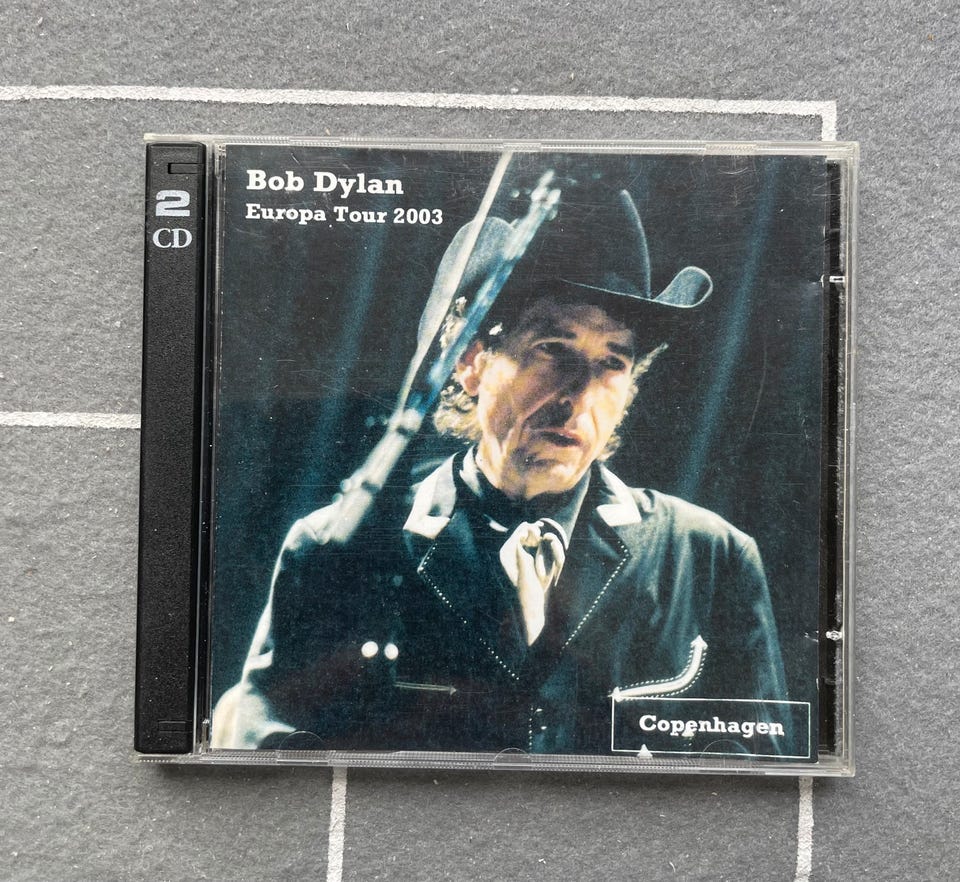 Bob Dylan
Europa Tour 2003
2
CD
Copenhagen